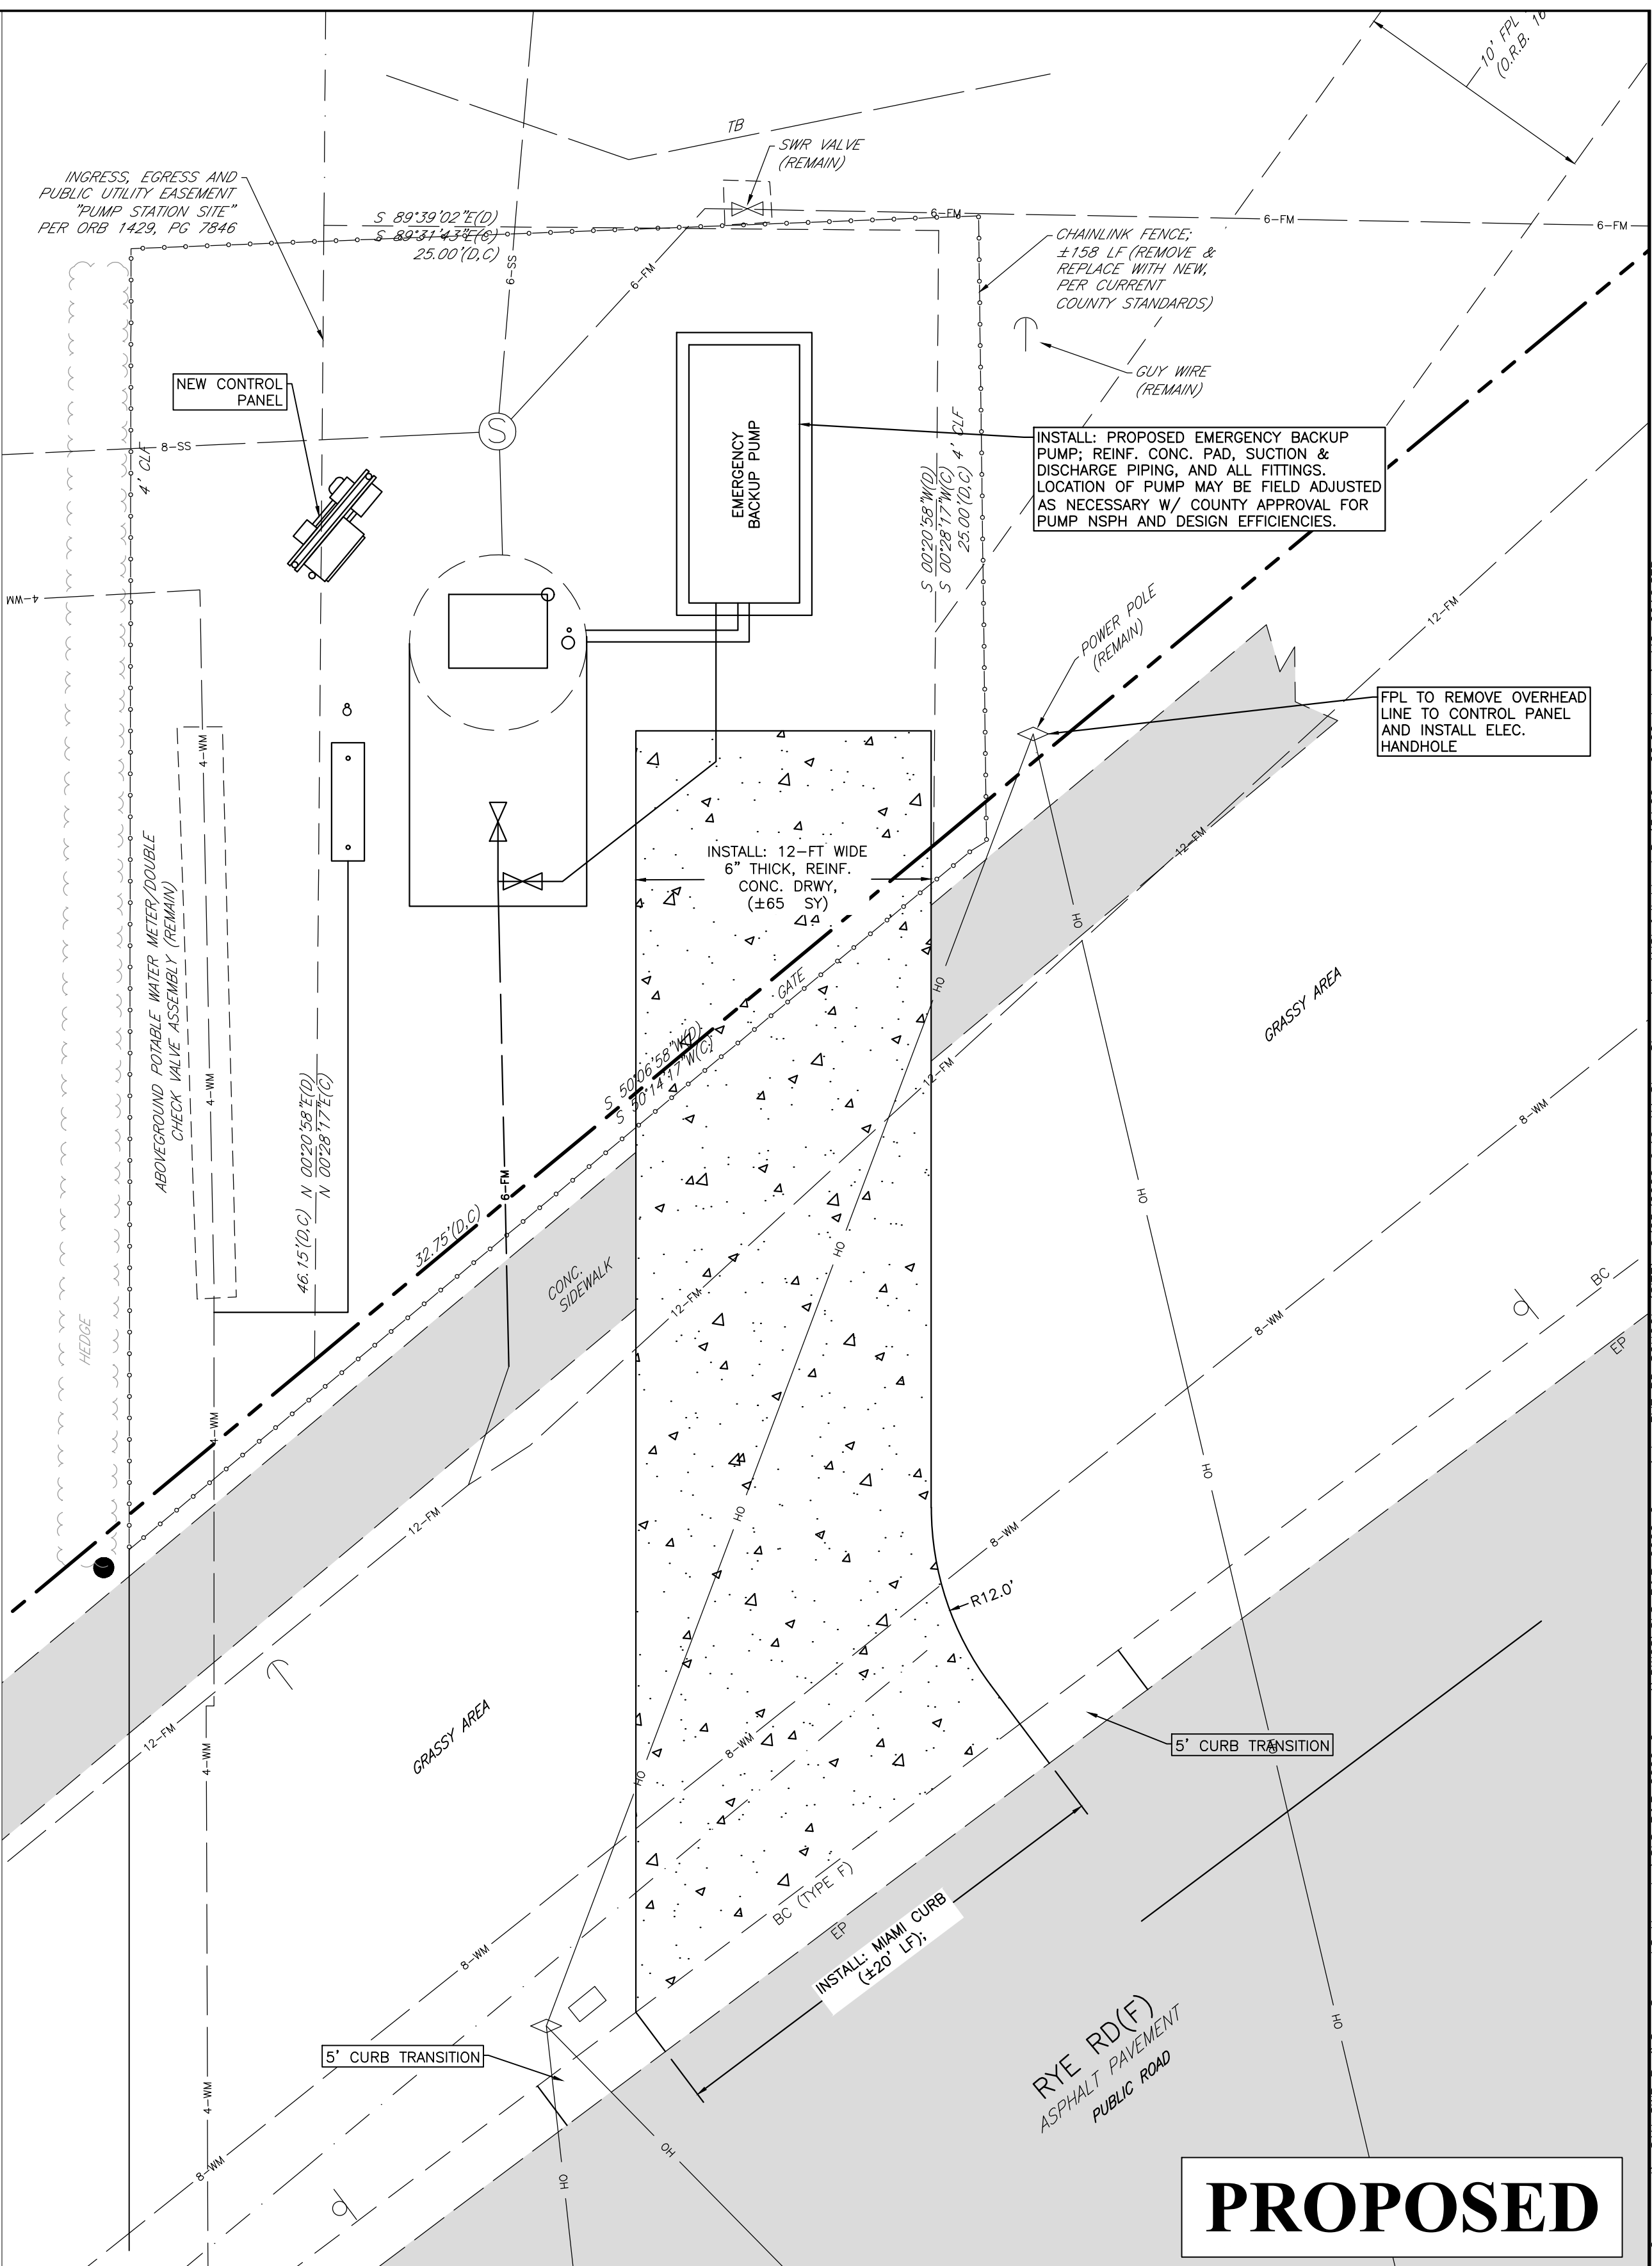 10' FPL
(O.R.B. 16
TB
SWR VALVE
(REMAIN)
INGRESS, EGRESS AND
PUBLIC UTILITY EASEMENT
"PUMP STATION SITE"
PER ORB 1429, PG 7846
S 89°39'02"E(D)
S 89°31'43"E(C)
25.00'(D,C)
6-FM
6-FM
6-FM
6-SS
6-FM
CHAINLINK FENCE;
±158 LF (REMOVE &
REPLACE WITH NEW,
PER CURRENT
COUNTY STANDARDS)
GUY WIRE
(REMAIN)
NEW CONTROL
PANEL
8-SS
4' CLF
S
EMERGENCY
BACKUP PUMP
4' CLF
S 00°20'58"W(D)
S 00°28'17"W(C)
25.00'(D,C)
INSTALL: PROPOSED EMERGENCY BACKUP
PUMP; REINF. CONC. PAD, SUCTION &
DISCHARGE PIPING, AND ALL FITTINGS.
LOCATION OF PUMP MAY BE FIELD ADJUSTED
AS NECESSARY W/ COUNTY APPROVAL FOR
PUMP NSPH AND DESIGN EFFICIENCIES.
4-WM
12-FM
POWER POLE
(REMAIN)
FPL TO REMOVE OVERHEAD
LINE TO CONTROL PANEL
AND INSTALL ELEC.
HANDHOLE
4-WM
ABOVEGROUND POTABLE WATER METER/DOUBLE
CHECK VALVE ASSEMBLY (REMAIN)
4-WM
INSTALL: 12-FT WIDE
6" THICK, REINF.
CONC. DRWY,
(±65 SY)
12-FM
OH
OH
GATE
GRASSY AREA
S 50°06'58"W(D)
S 50°14'17"W(C)
12-FM
46.15'(D,C)
N 00°20'58"E(D)
N 00°28'17"E(C)
8-WM
6-FM
32.75'(D,C)
OH
OH
CONC.
SIDEWALK
12-FM
HEDGE
8-WM
BC
EP
4-WM
OH
12-FM
OH
8-WM
R12.0'
12-FM
4-WM
GRASSY AREA
8-WM
OH
OH
5' CURB TRANSITION
BC (TYPE F)
EP
INSTALL: MIAMI CURB
(±20' LF);
8-WM
RYE RD(F)
ASPHALT PAVEMENT
PUBLIC ROAD
OH
5' CURB TRANSITION
4-WM
8-WM
OH
OH
PROPOSED